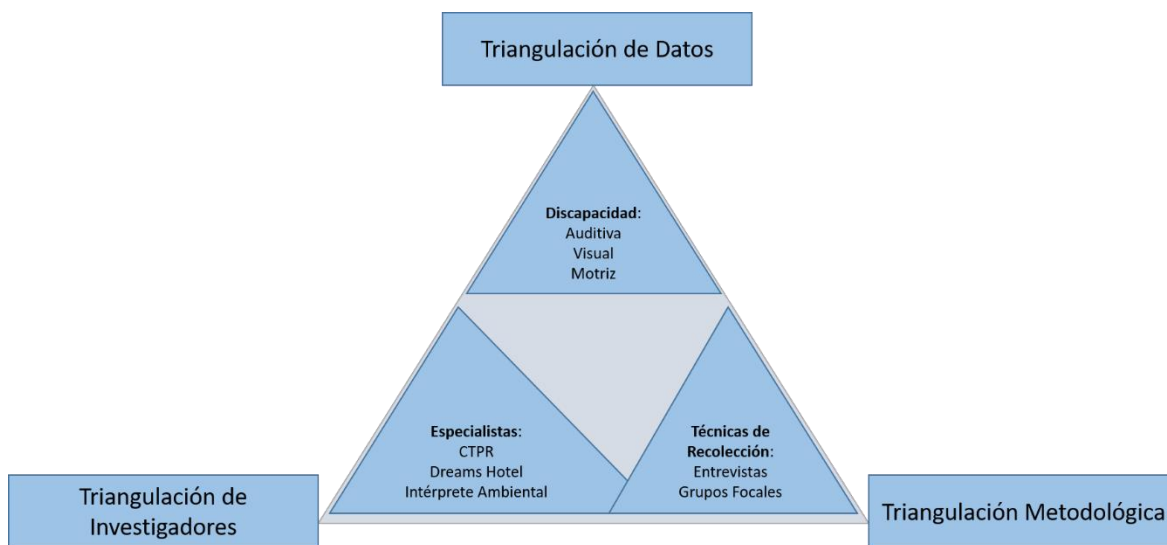 Triangulación de Datos
Discapacidad:
Auditiva
Visual
Motriz
Especialistas:
CTPR
Dreams Hotel
Intérprete Ambiental
Técnicas de
Recolección:
Entrevistas
Grupos Focales
Triangulación de
Investigadores
Triangulación Metodológica